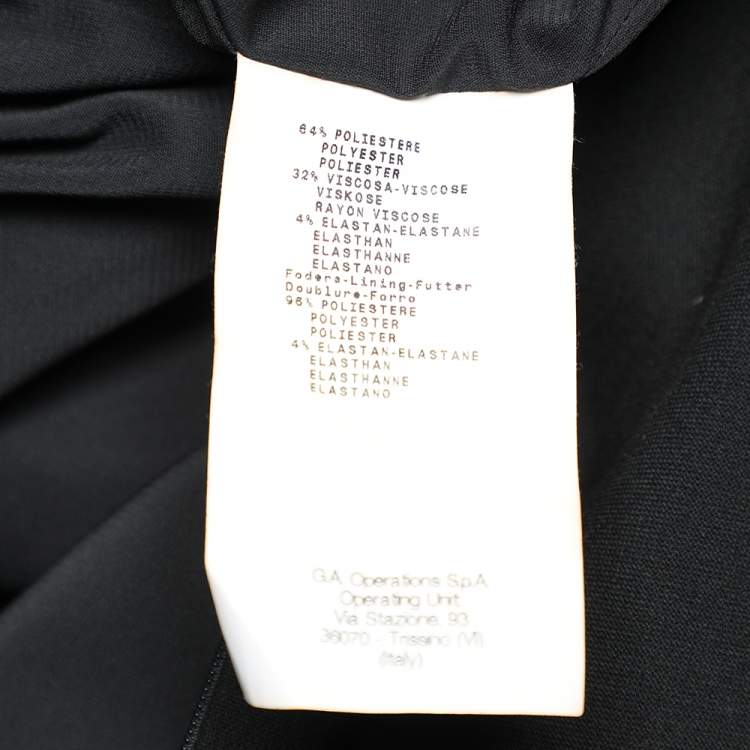 64% POLIESTERE
POLYESTER
POLIESTER
32% VISCOSA-VISCOSE
VISKOSE
RAYON VISCOSE
4% ELASTAN-ELASTANE
ELASTHAN
ELASTHANNE
ELASTANO
Fodera-Lining-Futter
Doublure-Forro
96% POLIESTERE
POLYESTER
POLIESTER
4% ELASTAN-ELASTANE
ELASTHAN
ELASTHANNE
ELASTANO
G.A. Operations S.p.A.
Operating Unit
Via Stazione, 93
36070 - Trissino (VI)
(Italy)